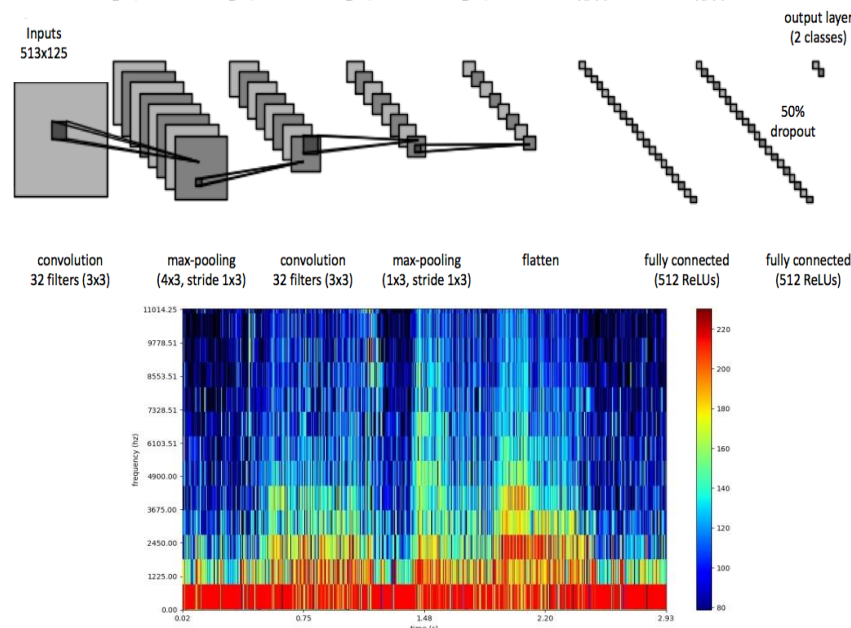 Inputs
513x125
output layer
(2 classes)
50%
dropout
convolution
32 filters (3x3)
max-pooling
(4x3, stride 1x3)
convolution
32 filters (3x3)
max-pooling
(1x3, stride 1x3)
flatten
fully connected
(512 ReLUs)
fully connected
(512 ReLUs)
11014.25
9778.51
8553.51
7328.51
6103.51
4900.00
3675.00
2450.00
1225.00
0.00
frequency (hz)
0.02
0.75
1.48
2.20
2.93
time (s)
220
200
180
160
140
120
100
80